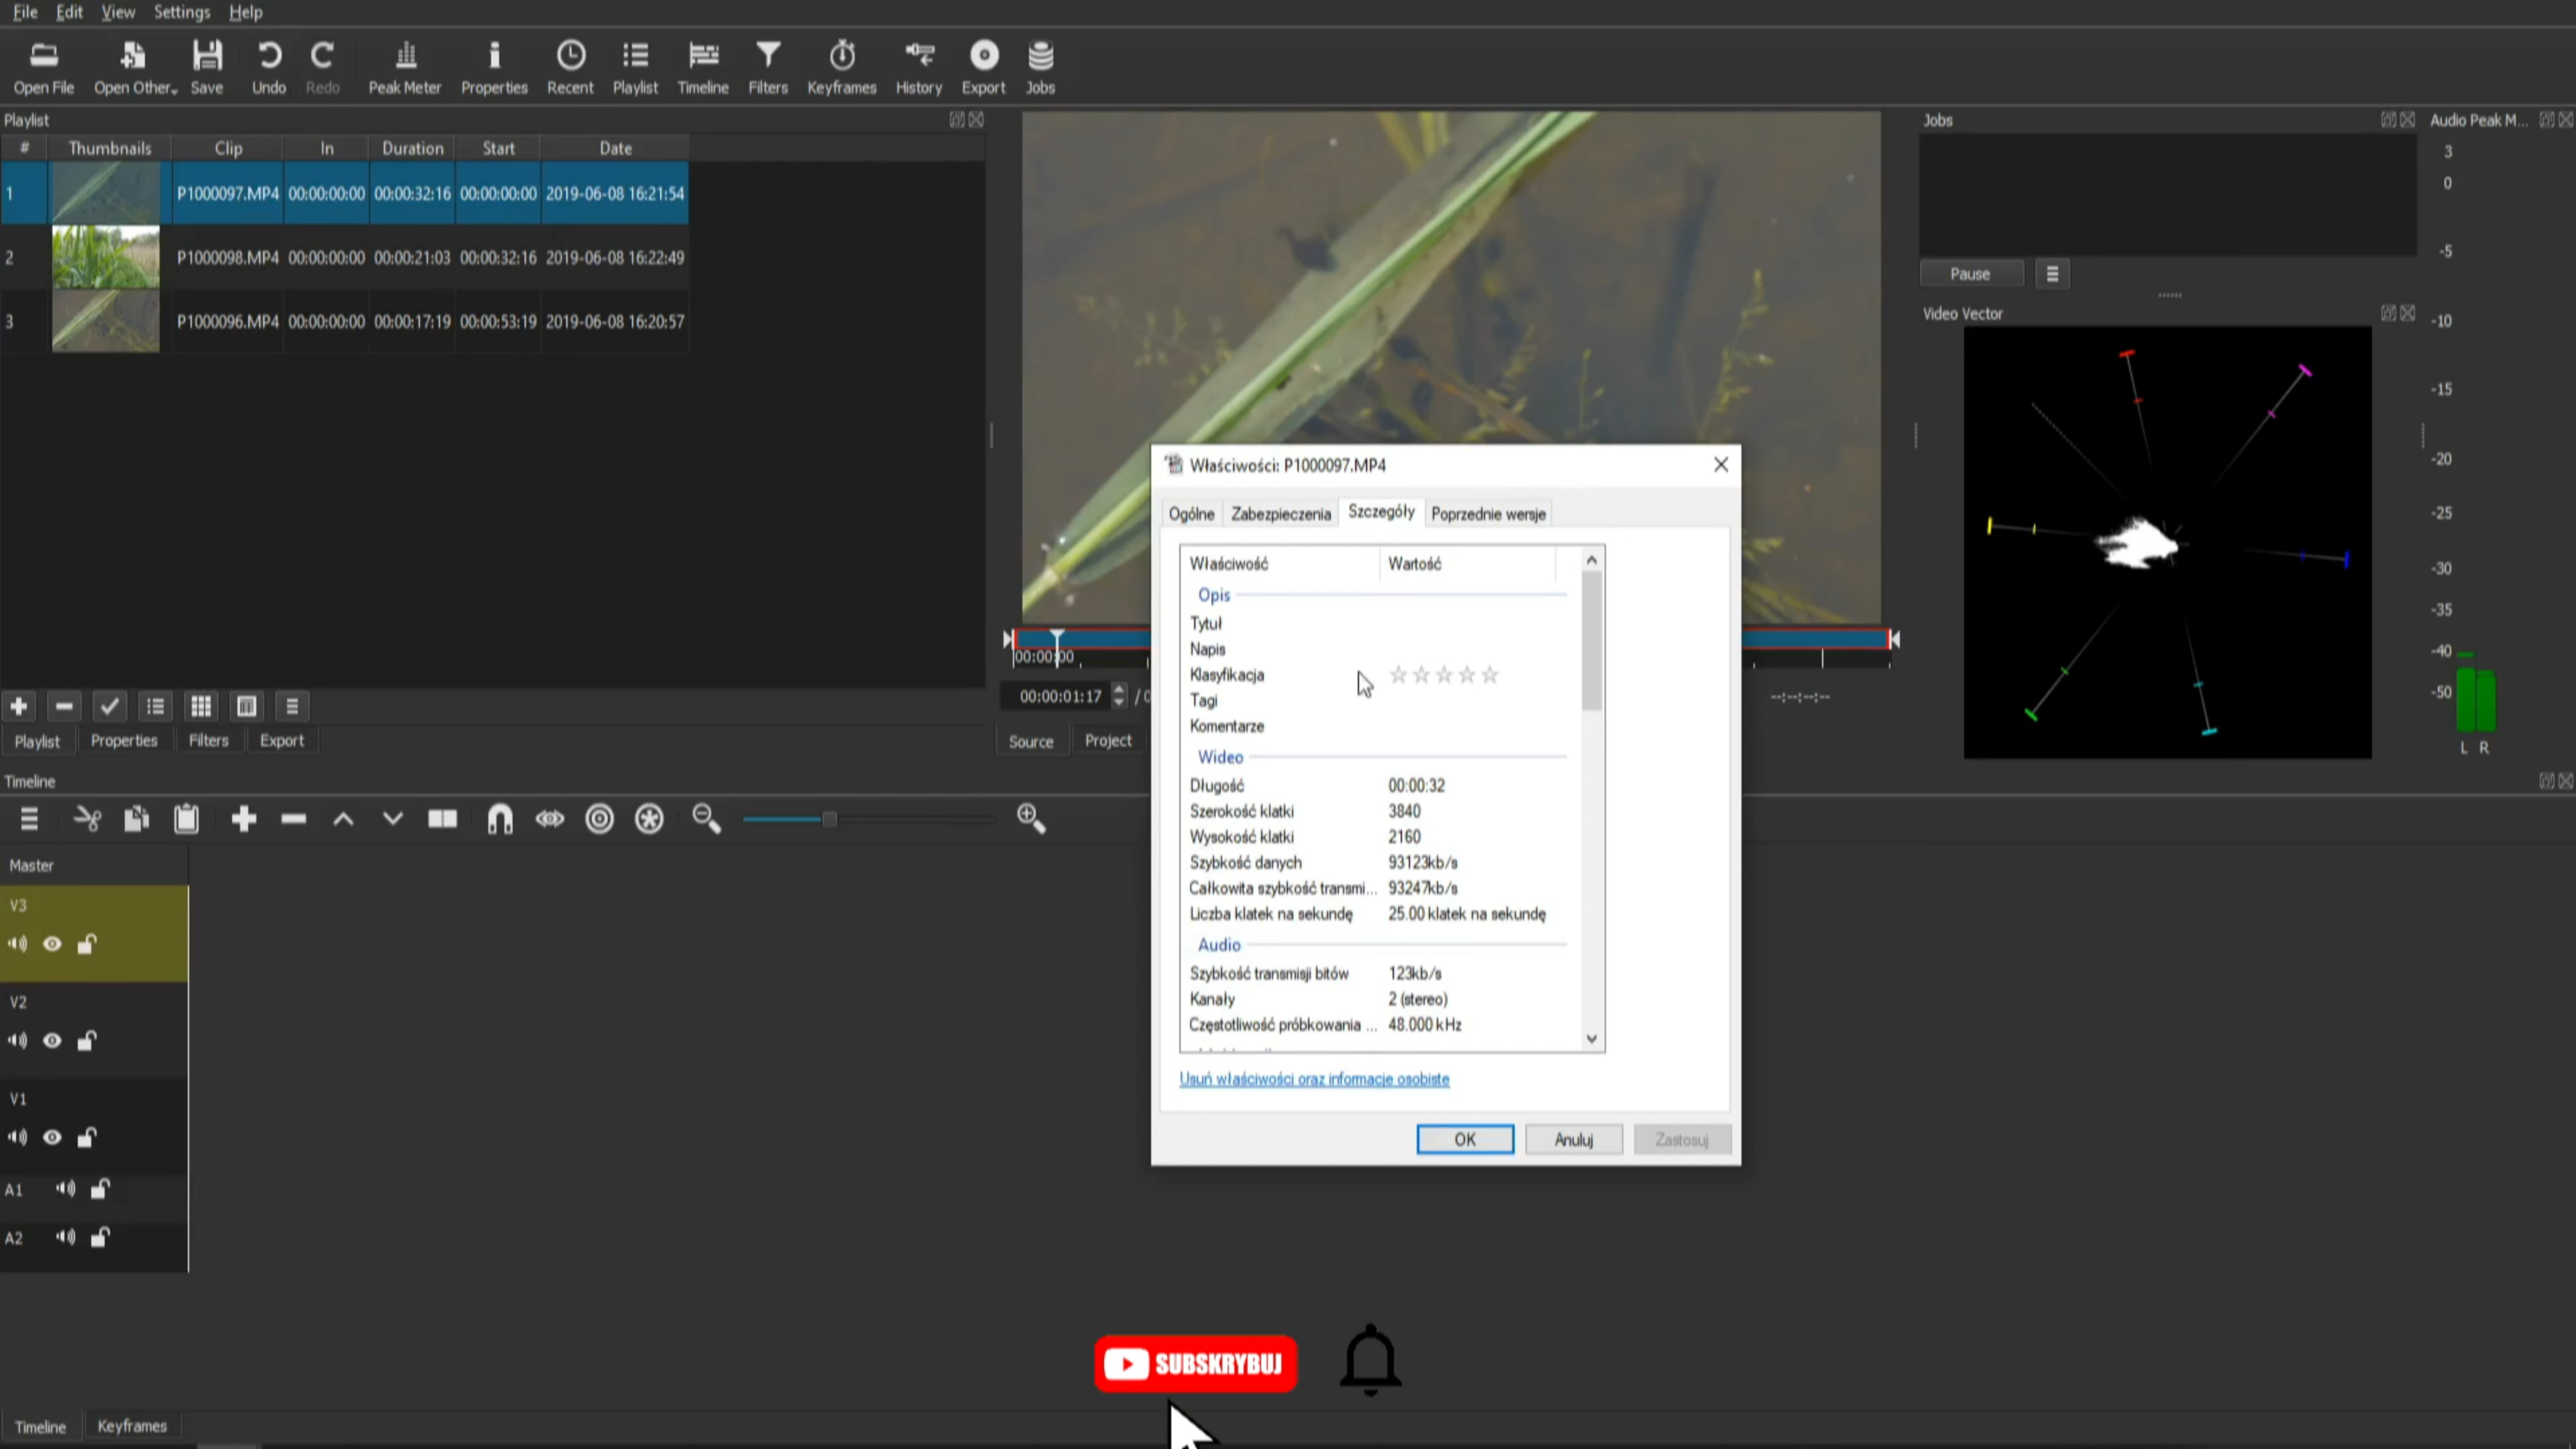 File Edit View Settings Help
Open File Open Other Save Undo Redo Peak Meter Properties Recent Playlist Timeline Filters Keyframes History Export Jobs
Playlist
# Thumbnails Clip In Duration Start Date
1 P1000097.MP4 00:00:00:00 00:00:32:16 00:00:00:00 2019-06-08 16:21:54
2 P1000098.MP4 00:00:00:00 00:00:21:03 00:00:32:16 2019-06-08 16:22:49
3 P1000096.MP4 00:00:00:00 00:00:17:19 00:00:53:19 2019-06-08 16:20:57
Playlist Properties Filters Export
00:00:00
00:00:01:17 / 0
--:--:--:--
Source Project
Właściwości: P1000097.MP4
Ogólne Zabezpieczenia Szczegóły Poprzednie wersje
Właściwość Wartość
Opis
Tytuł
Napis
Klasyfikacja
Tagi
Komentarze
Wideo
Długość 00:00:32
Szerokość klatki 3840
Wysokość klatki 2160
Szybkość danych 93123kb/s
Całkowita szybkość transmi... 93247kb/s
Liczba klatek na sekundę 25.00 klatek na sekundę
Audio
Szybkość transmisji bitów 123kb/s
Kanały 2 (stereo)
Częstotliwość próbkowania ... 48.000 kHz
Usuń właściwości oraz informacje osobiste
OK Anuluj Zastosuj
Jobs
Pause
Video Vector
Audio Peak M...
3
0
-5
-10
-15
-20
-25
-30
-35
-40
-50
L R
Timeline
Master
V3
V2
V1
A1
A2
SUBSKRYBUJ
Timeline Keyframes